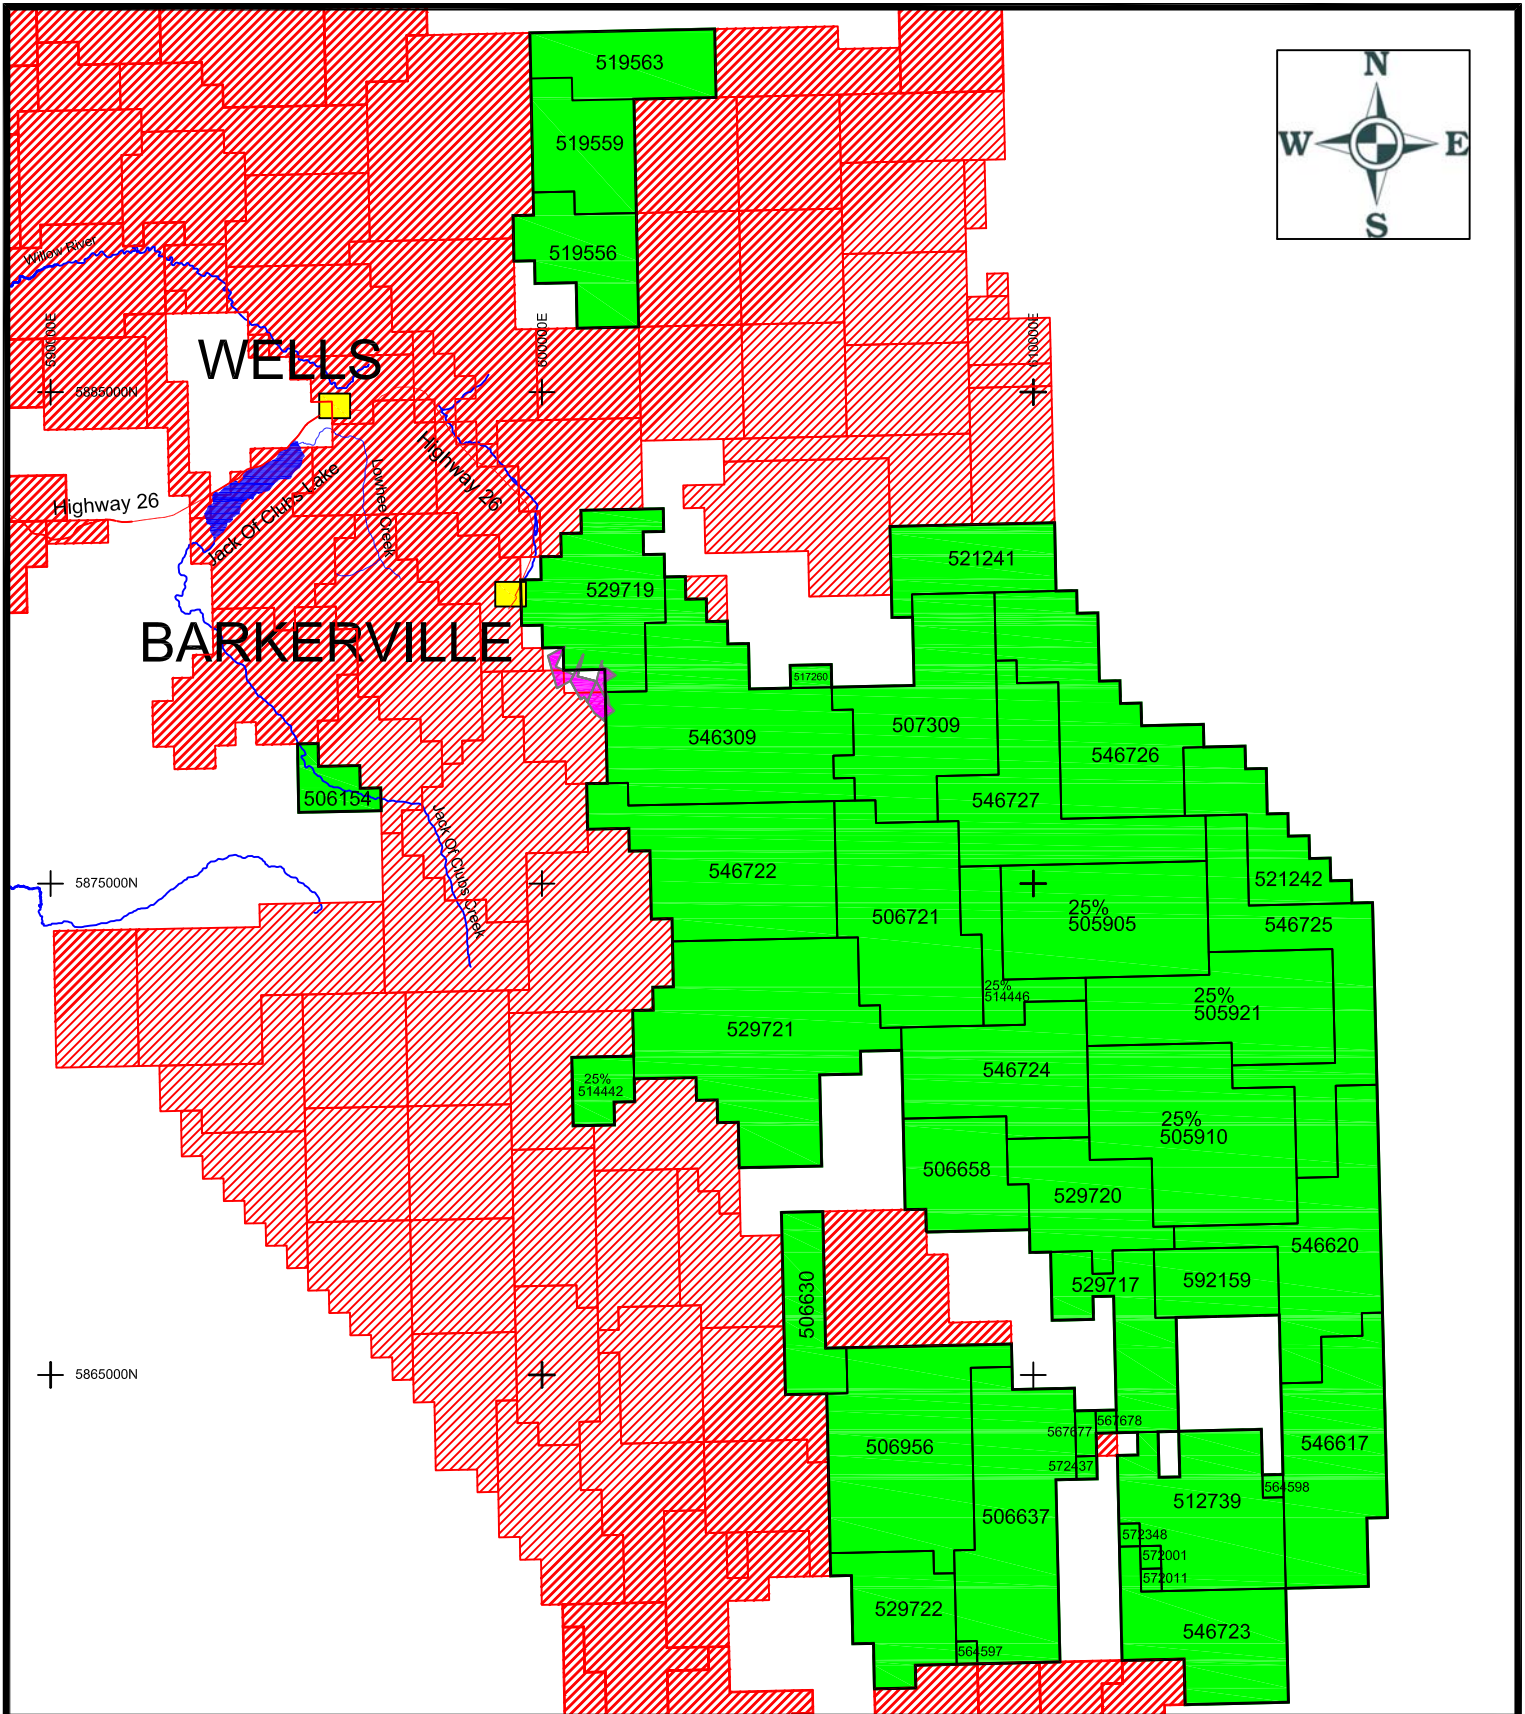 N
519563
W
E
519559
S
Willow River
519556
590000E
600000E
610000E
WELLS
5885000N
Highway 26
Highway 26
Jack Of Clubs Lake
Lowhee Creek
521241
529719
BARKERVILLE
517260
507309
546309
546726
506154
546727
Jack Of Clubs Creek
546722
5875000N
521242
25%
505905
506721
546725
25%
514446
25%
505921
529721
546724
25%
514442
25%
505910
506658
529720
546620
506630
529717
592159
5865000N
567678
567677
506956
546617
572437
564598
512739
506637
572348
572001
572011
529722
546723
564597